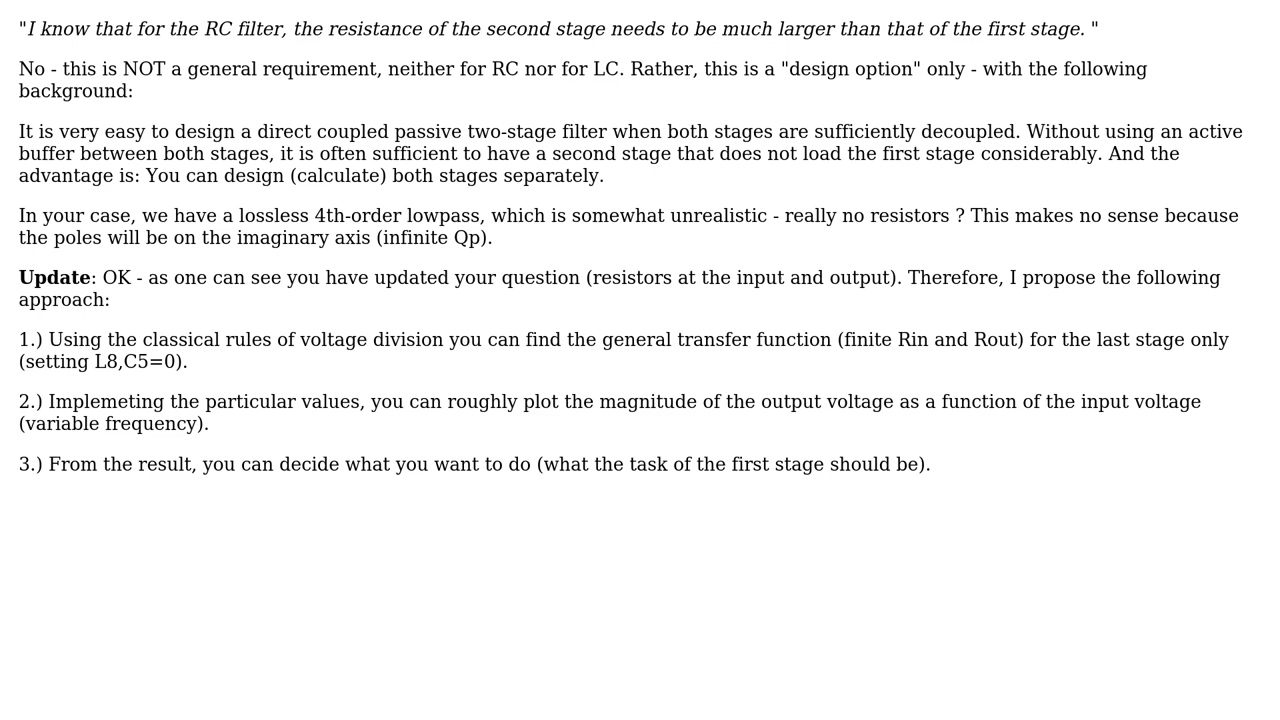 "I know that for the RC filter, the resistance of the second stage needs to be much larger than that of the first stage. "
No - this is NOT a general requirement, neither for RC nor for LC. Rather, this is a "design option" only - with the following
background:
It is very easy to design a direct coupled passive two-stage filter when both stages are sufficiently decoupled. Without using an active
buffer between both stages, it is often sufficient to have a second stage that does not load the first stage considerably. And the
advantage is: You can design (calculate) both stages separately.
In your case, we have a lossless 4th-order lowpass, which is somewhat unrealistic - really no resistors ? This makes no sense because
the poles will be on the imaginary axis (infinite Qp).
Update: OK - as one can see you have updated your question (resistors at the input and output). Therefore, I propose the following
approach:
1.) Using the classical rules of voltage division you can find the general transfer function (finite Rin and Rout) for the last stage only
(setting L8,C5=0).
2.) Implemeting the particular values, you can roughly plot the magnitude of the output voltage as a function of the input voltage
(variable frequency).
3.) From the result, you can decide what you want to do (what the task of the first stage should be).